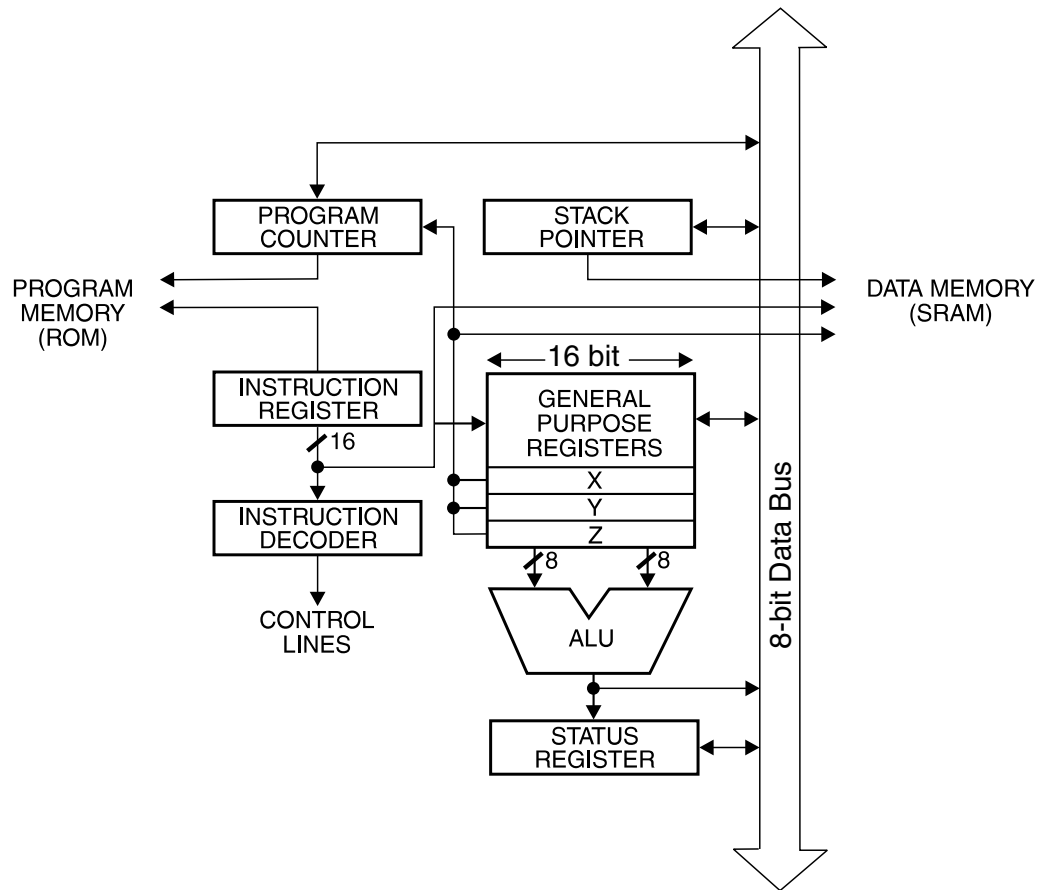 PROGRAM
COUNTER
STACK
POINTER
PROGRAM
MEMORY
(ROM)
DATA MEMORY
(SRAM)
16 bit
INSTRUCTION
REGISTER
16
GENERAL
PURPOSE
REGISTERS
X
Y
Z
INSTRUCTION
DECODER
8
8
CONTROL
LINES
ALU
8-bit Data Bus
STATUS
REGISTER